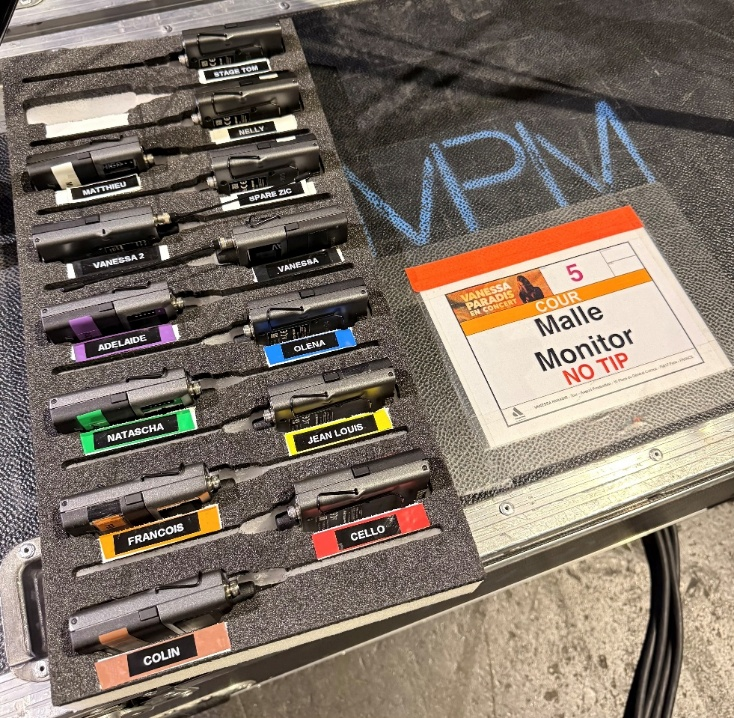 STAGE TOM
NELLY
MATTHIEU
SPARE ZIC
VANESSA 2
VANESSA
ADELAIDE
OLENA
NATASCHA
JEAN LOUIS
FRANCOIS
CELLO
COLIN
VPM
VANESSA
PARADIS
EN CONCERT
5
COUR
Malle
Monitor
NO TIP